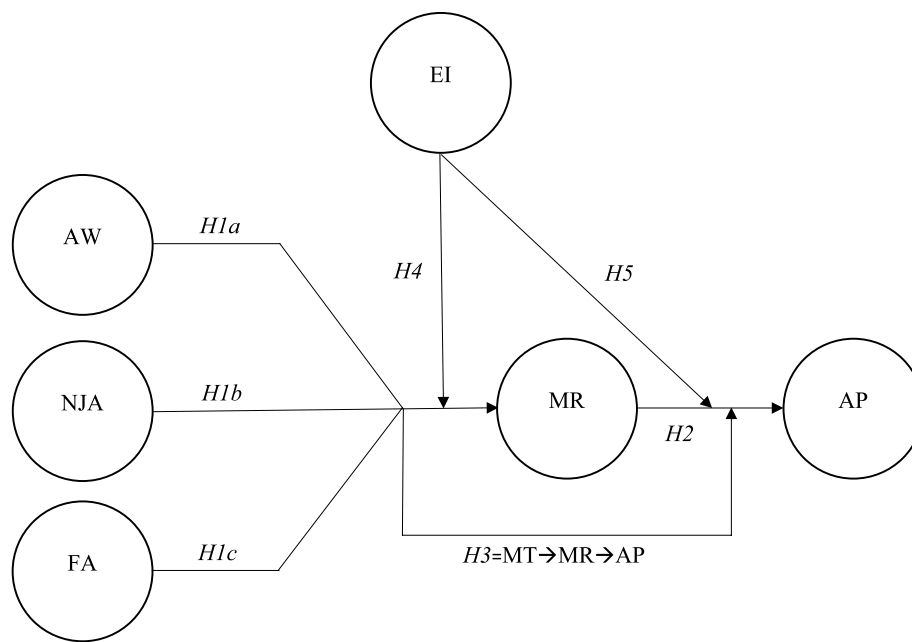 EI
AW
H1a
H4
H5
NJA
H1b
MR
AP
H2
FA
H1c
H3=MT→MR→AP